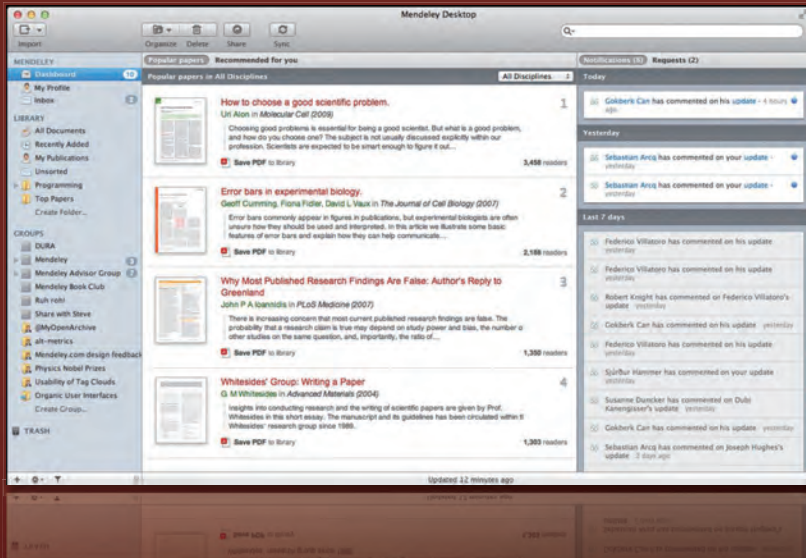 Mendeley Desktop
Import
Organize Delete Share Sync
MENDELEY
Dashboard 10
My Profile
Inbox
LIBRARY
All Documents
Recently Added
My Publications
Unsorted
Programming
Top Papers
Create Folder...
GROUPS
DURA
Mendeley
Mendeley Advisor Group
Mendeley Book Club
Ruh roh!
Share with Steve
@MyOpenArchive
alt-metrics
Mendeley.com design feedback
Physics Nobel Prizes
Usability of Tag Clouds
Organic User Interfaces
Create Group...
TRASH
Popular papers Recommended for you
Popular papers in All Disciplines All Disciplines
How to choose a good scientific problem. 1
Uri Alon in Molecular Cell (2009)
Choosing good problems is essential for being a good scientist. But what is a good problem,
and how do you choose one? The subject is not usually discussed explicitly within our
profession. Scientists are expected to be smart enough to figure it out...
Save PDF to library 3,458 readers
Error bars in experimental biology. 2
Geoff Cumming, Fiona Fidler, David L Vaux in The Journal of Cell Biology (2007)
Error bars commonly appear in figures in publications, but experimental biologists are often
unsure how they should be used and interpreted. In this article we illustrate some basic
features of error bars and explain how they can help communicate...
Save PDF to library 2,188 readers
Why Most Published Research Findings Are False: Author's Reply to 3
Greenland
John P A Ioannidis in PLoS Medicine (2007)
There is increasing concern that most current published research findings are false. The
probability that a research claim is true may depend on study power and bias, the number o
other studies on the same question, and, importantly, the ratio of...
Save PDF to library 1,350 readers
Whitesides' Group: Writing a Paper 4
G M Whitesides in Advanced Materials (2004)
Insights into conducting research and the writing of scientific papers are given by Prof.
Whitesides in this short essay. The manuscript and its guidelines has been circulated within t
Whitesides' research group since 1989.
Save PDF to library 1,303 readers
Notifications (5) Requests (2)
Today
Gokberk Can has commented on his update - 4 hours
ago
Yesterday
Sebastian Arcq has commented on your update -
yesterday
Sebastian Arcq has commented on your update -
yesterday
Last 7 days
Federico Villatoro has commented on his update
yesterday
Federico Villatoro has commented on his update
yesterday
Robert Knight has commented on Federico Villatoro's
update yesterday
Gokberk Can has commented on his update yesterday
Federico Villatoro has commented on his update
yesterday
Hammer has commented on your update
yesterday
Susanne Duncker has commented on Dubi
Kanengisser's update yesterday
Gokberk Can has commented on his update yesterday
Sebastian Arcq has commented on Joseph Hughes's
update 3 days ago
Updated 12 minutes ago